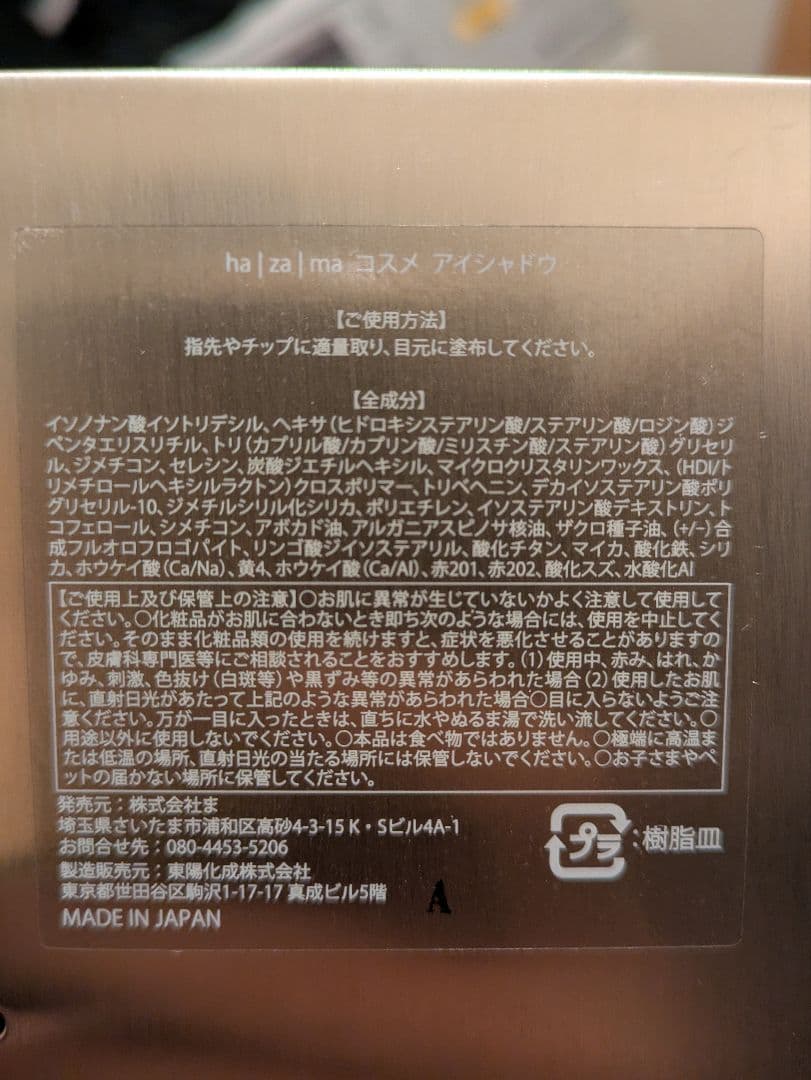 ha | za | ma コスメ アイシャドウ
【ご使用方法】
指先やチップに適量取り、目元に塗布してください。
【全成分】
イソノナン酸イソトリデシル、ヘキサ(ヒドロキシステアリン酸/ステアリン酸/ロジン酸)ジ
ペンタエリスリチル、トリ(カプリル酸/カプリン酸/ミリスチン酸/ステアリン酸)グリセリ
ル、ジメチコン、セレシン、炭酸ジエチルヘキシル、マイクロクリスタリンワックス、(HDI/ト
リメチロールヘキシルラクトン)クロスポリマー、トリベヘニン、デカイソステアリン酸ポリ
グリセリル-10、ジメチルシリル化シリカ、ポリエチレン、イソステアリン酸デキストリン、ト
コフェロール、シメチコン、アボカド油、アルガニアスピノサ核油、ザクロ種子油、(+/−)合
成フルオロフロゴパイト、リンゴ酸ジイソステアリル、酸化チタン、マイカ、酸化鉄、シリ
カ、ホウケイ酸(Ca/Na)、黄4、ホウケイ酸(Ca/Al)、赤201、赤202、酸化スズ、水酸化Al
【ご使用上及び保管上の注意】〇お肌に異常が生じていないかよく注意して使用して
ください。〇化粧品がお肌に合わないとき即ち次のような場合には、使用を中止してく
ださい。そのまま化粧品類の使用を続けますと、症状を悪化させることがありますの
で、皮膚科専門医等にご相談されることをおすすめします。(1)使用中、赤み、はれ、か
ゆみ、刺激、色抜け(白斑等)や黒ずみ等の異常があらわれた場合(2)使用したお肌
に、直射日光があたって上記のような異常があらわれた場合〇目に入らないようご注
意ください。万が一目に入ったときは、直ちに水やぬるま湯で洗い流してください。〇
用途以外に使用しないでください。〇本品は食べ物ではありません。〇極端に高温ま
たは低温の場所、直射日光の当たる場所には保管しないでください。〇お子さまやペ
ットの届かない場所に保管してください。
発売元:株式会社ま
埼玉県さいたま市浦和区高砂4-3-15 K・Sビル4A-1
お問合せ先:080-4453-5206
製造販売元:東陽化成株式会社
東京都世田谷区駒沢1-17-17 真成ビル5階
MADE IN JAPAN
A
プラ:樹脂皿